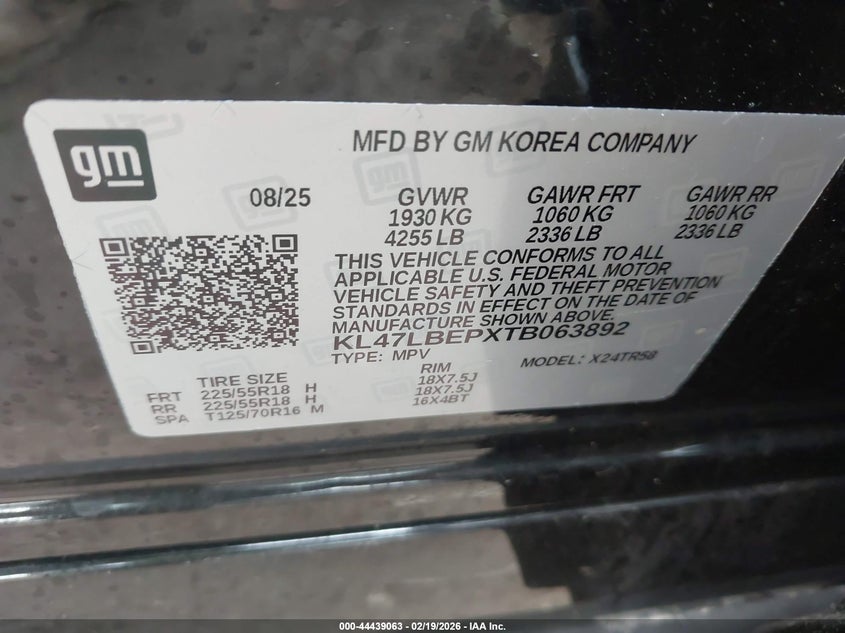 gm
MFD BY GM KOREA COMPANY
08/25 GVWR GAWR FRT GAWR RR
1930 KG 1060 KG 1060 KG
4255 LB 2336 LB 2336 LB
THIS VEHICLE CONFORMS TO ALL
APPLICABLE U.S. FEDERAL MOTOR
VEHICLE SAFETY AND THEFT PREVENTION
STANDARDS IN EFFECT ON THE DATE OF
MANUFACTURE SHOWN ABOVE.
KL47LBEPXTB063892
TYPE: MPV MODEL: X24TR58
TIRE SIZE RIM
FRT 225/55R18 H 18X7.5J
RR 225/55R18 H 18X7.5J
SPA T125/70R16 M 16X4BT
000-44439063 - 02/19/2026 - IAA Inc.